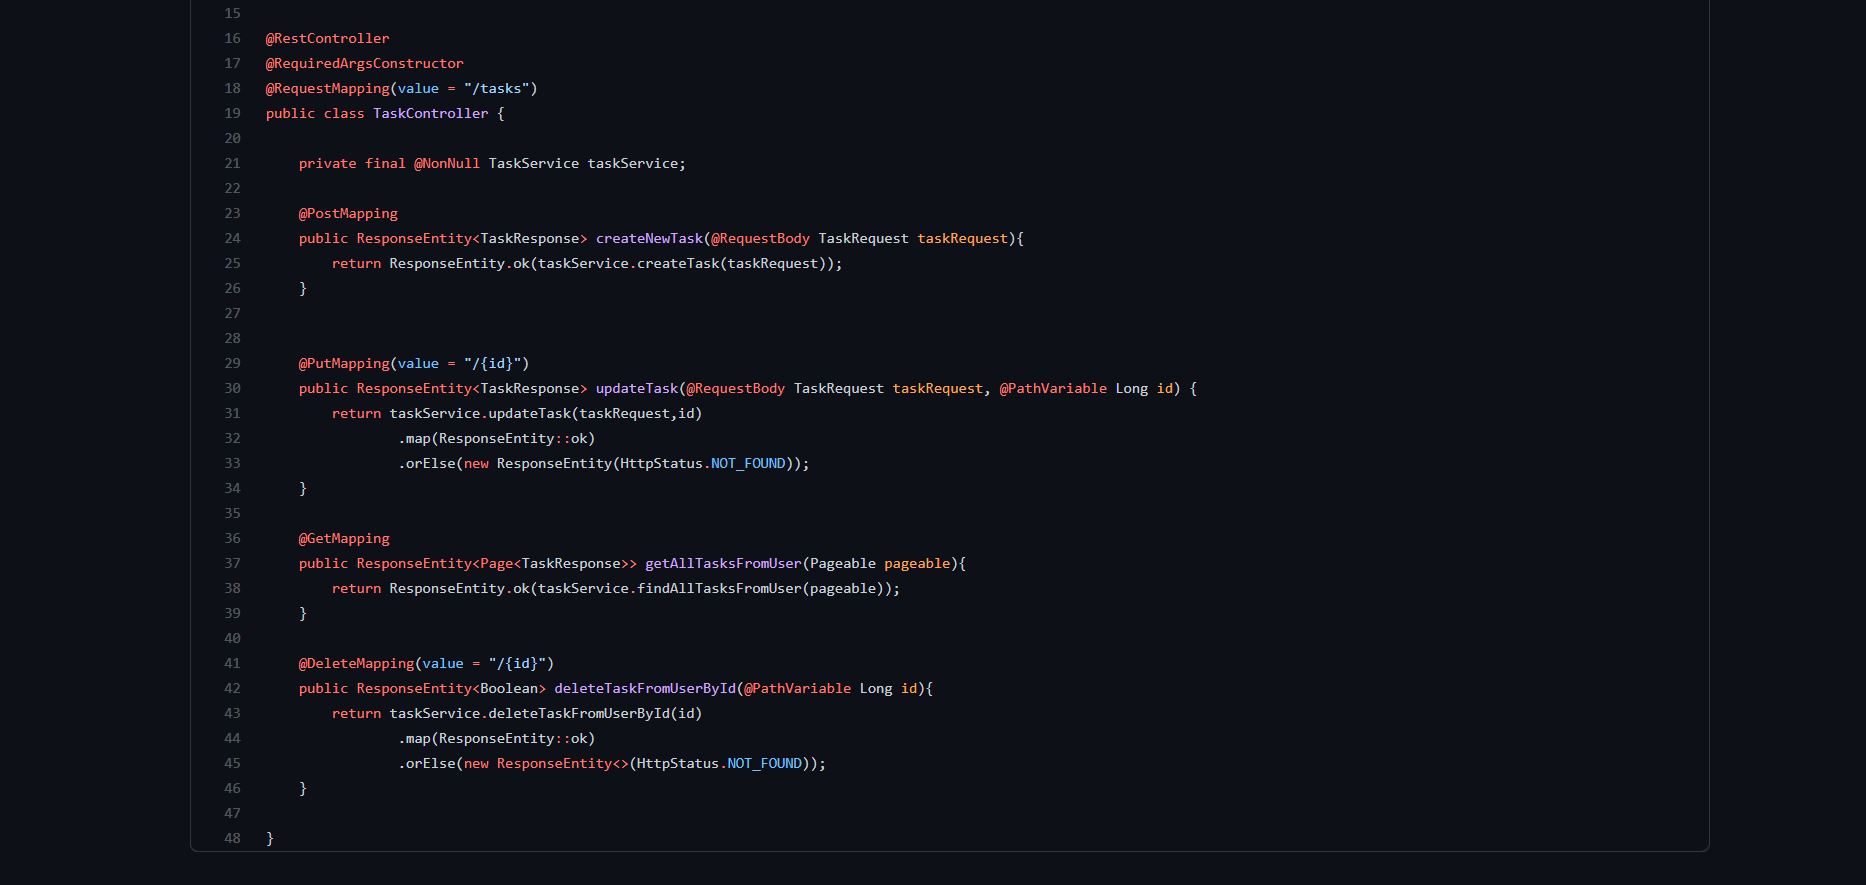 15
16 @RestController
17 @RequiredArgsConstructor
18 @RequestMapping(value = "/tasks")
19 public class TaskController {
20
21     private final @NonNull TaskService taskService;
22
23     @PostMapping
24     public ResponseEntity<TaskResponse> createNewTask(@RequestBody TaskRequest taskRequest){
25         return ResponseEntity.ok(taskService.createTask(taskRequest));
26     }
27
28
29     @PutMapping(value = "/{id}")
30     public ResponseEntity<TaskResponse> updateTask(@RequestBody TaskRequest taskRequest, @PathVariable Long id) {
31         return taskService.updateTask(taskRequest,id)
32                 .map(ResponseEntity::ok)
33                 .orElse(new ResponseEntity(HttpStatus.NOT_FOUND));
34     }
35
36     @GetMapping
37     public ResponseEntity<Page<TaskResponse>> getAllTasksFromUser(Pageable pageable){
38         return ResponseEntity.ok(taskService.findAllTasksFromUser(pageable));
39     }
40
41     @DeleteMapping(value = "/{id}")
42     public ResponseEntity<Boolean> deleteTaskFromUserById(@PathVariable Long id){
43         return taskService.deleteTaskFromUserById(id)
44                 .map(ResponseEntity::ok)
45                 .orElse(new ResponseEntity<>(HttpStatus.NOT_FOUND));
46     }
47
48 }